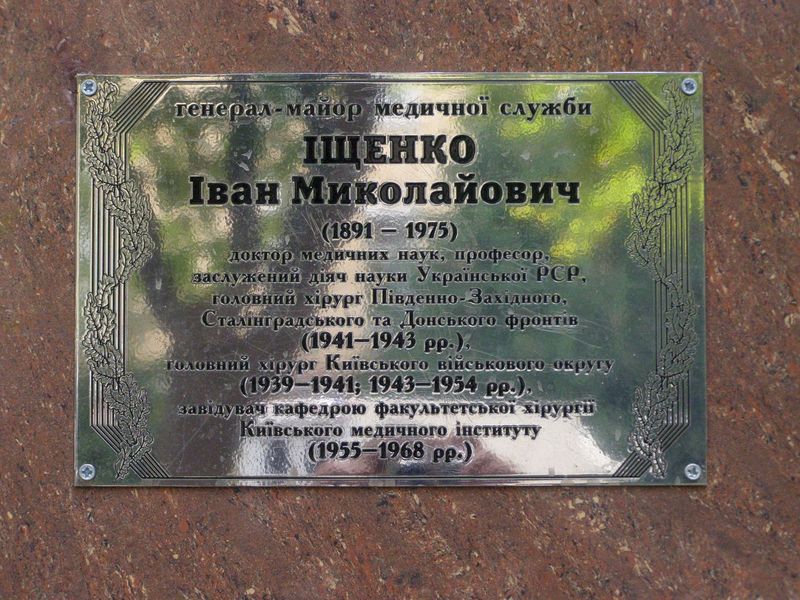 генерал-майор медичної служби
ІЩЕНКО
Іван Миколайович
(1891 – 1975)
доктор медичних наук, професор,
заслужений діяч науки Української РСР,
головний хірург Південно-Західного,
Сталінградського та Донського фронтів
(1941–1943 рр.),
головний хірург Київського військового округу
(1939–1941; 1943–1954 рр.),
завідувач кафедрою факультетської хірургії
Київського медичного інституту
(1955–1968 рр.)